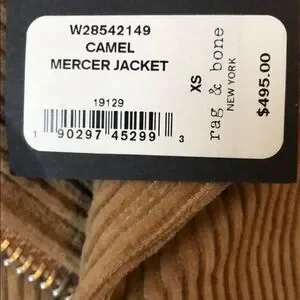 W28542149
CAMEL
MERCER JACKET
19129
1 90297 45299 3
XS
rag & bone
NEW YORK
$495.00